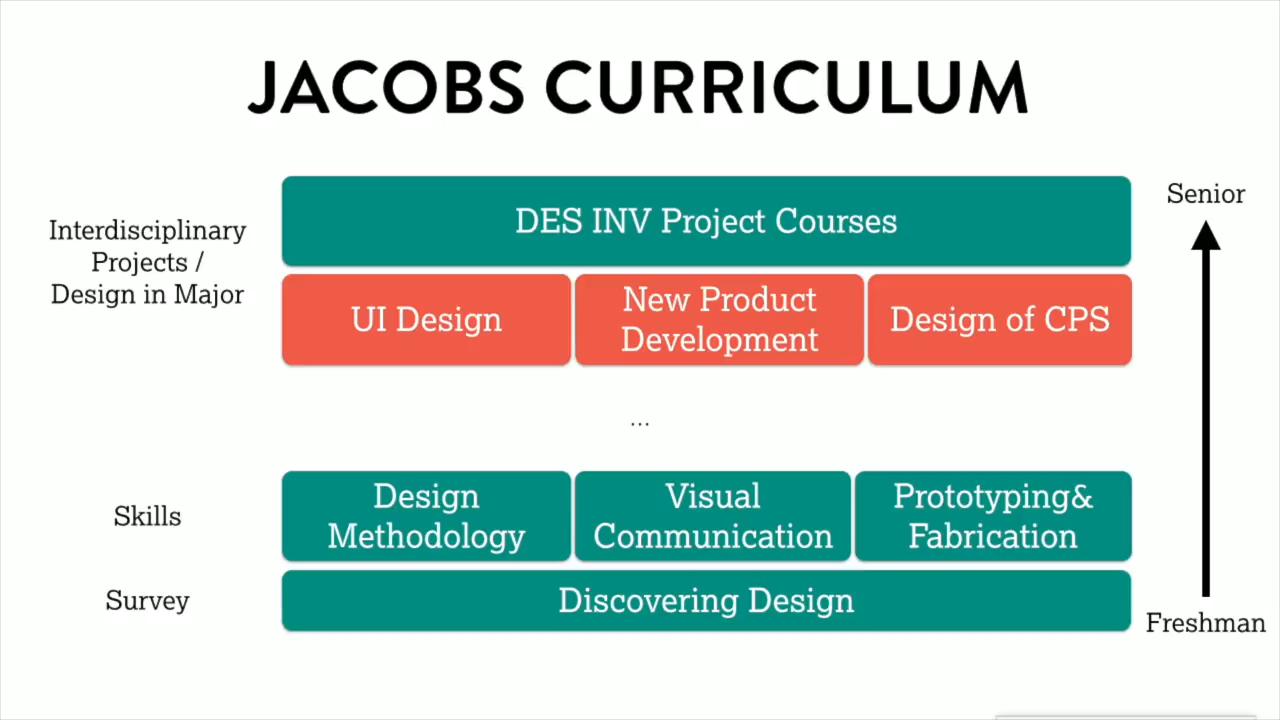 JACOBS CURRICULUM
Senior
Interdisciplinary
Projects /
Design in Major
DES INV Project Courses
UI Design
New Product
Development
Design of CPS
...
Skills
Design
Methodology
Visual
Communication
Prototyping&
Fabrication
Survey
Discovering Design
Freshman